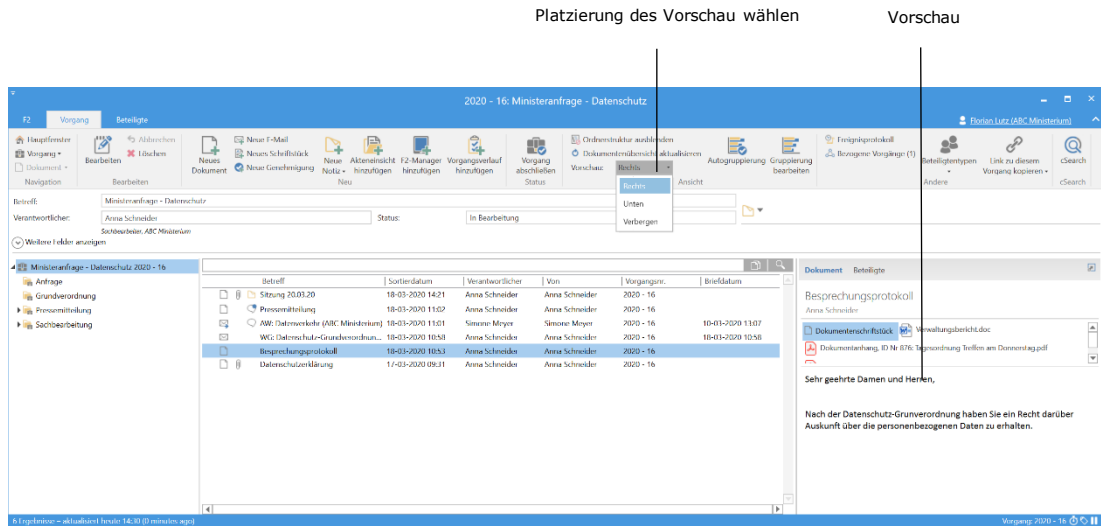 Platzierung des Vorschau wählen
Vorschau
2020 - 16: Ministeranfrage - Datenschutz
F2 Vorgang Beteiligte
Florian Lutz (ABC Ministerium)
Hauptfenster
Vorgang
Dokument
Navigation
Bearbeiten
Abbrechen
Löschen
Bearbeiten
Neues Dokument
Neue E-Mail
Neues Schriftstück
Neue Genehmigung
Neue Notiz
Akteneinsicht hinzufügen
F2-Manager hinzufügen
Vorgangsverlauf hinzufügen
Neu
Vorgang abschließen
Status
Ordnerstruktur ausblenden
Dokumentenübersicht aktualisieren
Vorschau: Rechts
Rechts
Unten
Verbergen
Autogruppierung
Gruppierung bearbeiten
Ansicht
Ereignisprotokoll
Bezogene Vorgänge (1)
Beteiligtentypen
Link zu diesem Vorgang kopieren
Andere
cSearch
cSearch
Betreff: Ministeranfrage - Datenschutz
Verantwortlicher: Anna Schneider Status: In Bearbeitung
Sachbearbeiter, ABC Ministerium
Weitere Felder anzeigen
Ministeranfrage - Datenschutz 2020 - 16
Anfrage
Grundverordnung
Pressemitteilung
Sachbearbeitung
Betreff Sortierdatum Verantwortlicher Von Vorgangsnr. Briefdatum
Sitzung 20.03.20 18-03-2020 14:21 Anna Schneider Anna Schneider 2020 - 16
Pressemitteilung 18-03-2020 11:02 Anna Schneider Anna Schneider 2020 - 16
AW: Datenverkehr (ABC Ministerium) 18-03-2020 11:01 Simone Meyer Simone Meyer 2020 - 16 10-03-2020 13:07
WG: Datenschutz-Grundverordnun... 18-03-2020 10:58 Anna Schneider Anna Schneider 2020 - 16 18-03-2020 10:58
Besprechungsprotokoll 18-03-2020 10:53 Anna Schneider Anna Schneider 2020 - 16
Datenschutzerklärung 17-03-2020 09:31 Anna Schneider Anna Schneider 2020 - 16
Dokument Beteiligte
Besprechungsprotokoll
Anna Schneider
Dokumentenschriftstück Verwaltungsbericht.doc
Dokumentanhang, ID Nr 876: Tagesordnung Treffen am Donnerstag.pdf
Sehr geehrte Damen und Herren,
Nach der Datenschutz-Grunverordnung haben Sie ein Recht darüber
Auskunft über die personenbezogenen Daten zu erhalten.
6 Ergebnisse – aktualisiert heute 14:30 (0 minutes ago)
Vorgang: 2020 - 16